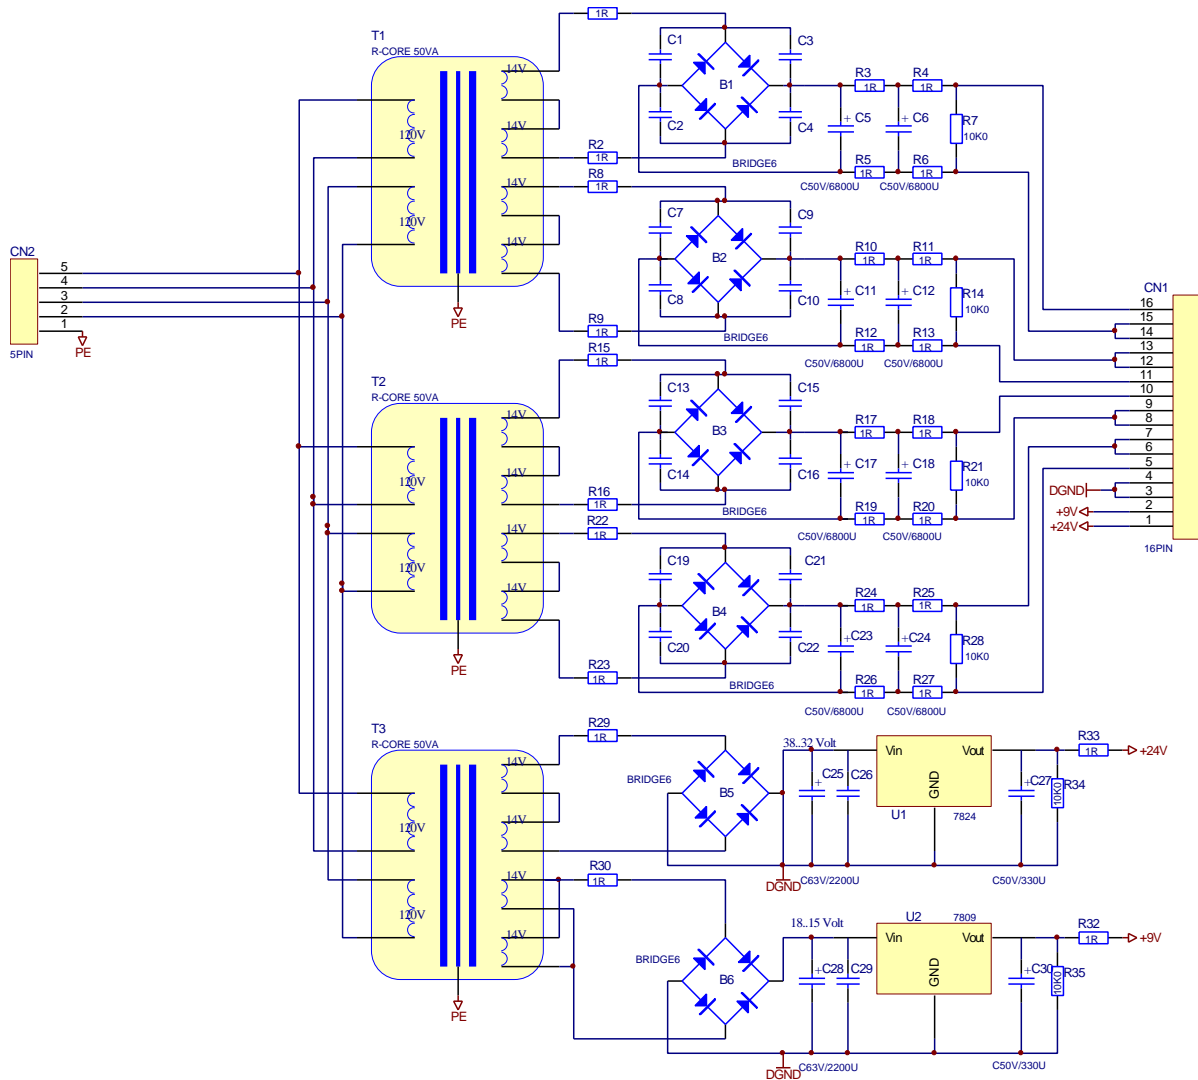 1R
T1
R-CORE 50VA
14V
120V
14V
14V
120V
14V
PE
R2
1R
R8
1R
C1
C3
B1
C2
C4
BRIDGE6
R3
1R
R4
1R
+ C5
+ C6
R7
10K0
R5
1R
R6
1R
C50V/6800U
C50V/6800U
C7
C9
B2
C8
C10
R9
1R
BRIDGE6
R10
1R
R11
1R
+ C11
+ C12
R14
10K0
R12
1R
R13
1R
C50V/6800U
C50V/6800U
CN2
5
4
3
2
1
5PIN
PE
CN1
16
15
14
13
12
11
10
9
8
7
6
5
4
3
2
1
DGND
+9V
+24V
16PIN
R15
1R
T2
R-CORE 50VA
14V
120V
14V
14V
120V
14V
PE
C13
C15
B3
C14
C16
R16
1R
R22
1R
BRIDGE6
R17
1R
R18
1R
+ C17
+ C18
R21
10K0
R19
1R
R20
1R
C50V/6800U
C50V/6800U
C19
C21
B4
C20
C22
R23
1R
BRIDGE6
R24
1R
R25
1R
+C23
+C24
R28
10K0
R26
1R
R27
1R
C50V/6800U
C50V/6800U
T3
R-CORE 50VA
14V
120V
14V
14V
120V
14V
PE
R29
1R
BRIDGE6
B5
38..32 Volt
+C25
C26
Vin
Vout
GND
U1
7824
+C27
10K0
R34
R33
1R
+24V
DGND
C63V/2200U
C50V/330U
R30
1R
BRIDGE6
B6
18..15 Volt
+C28
C29
U2
7809
Vin
Vout
GND
+C30
10K0
R35
R32
1R
+9V
DGND
C63V/2200U
C50V/330U